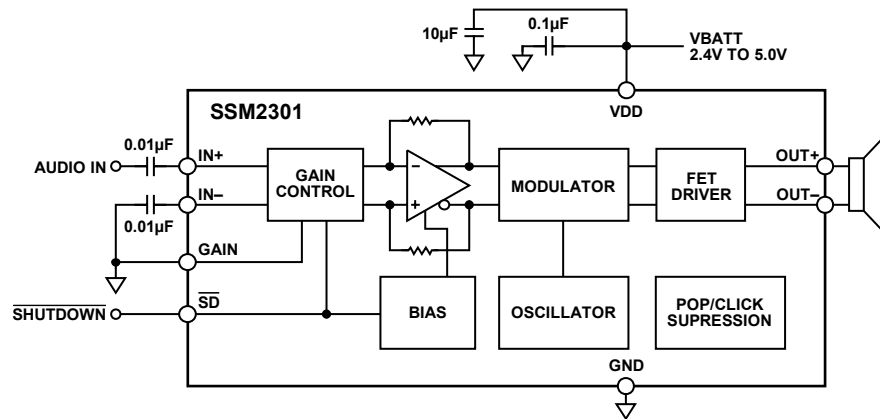 10µF
0.1µF
VBATT
2.4V TO 5.0V
SSM2301
VDD
0.01µF
AUDIO IN
IN+
IN–
0.01µF
GAIN
CONTROL
–
+
MODULATOR
FET
DRIVER
OUT+
OUT–
GAIN
SHUTDOWN
SD
BIAS
OSCILLATOR
POP/CLICK
SUPRESSION
GND